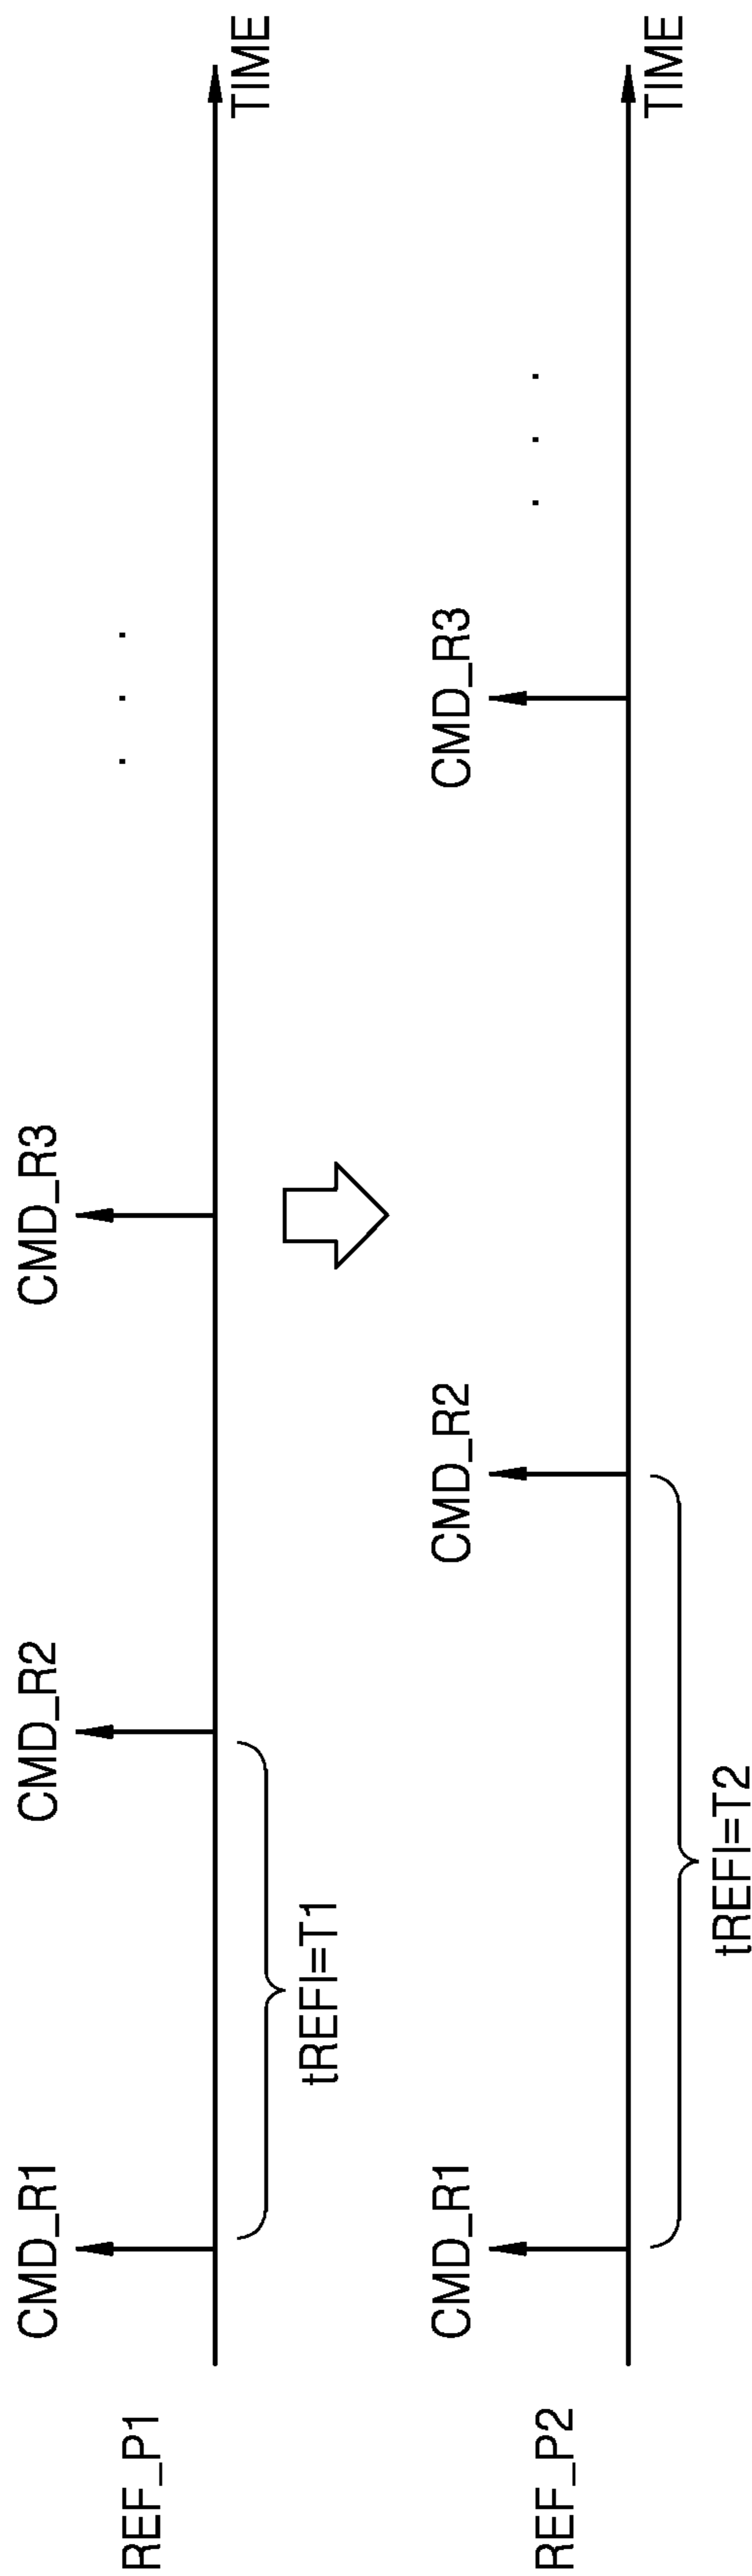 REF_P1
CMD_R1
CMD_R2
CMD_R3
. . .
TIME
tREFI=T1
REF_P2
CMD_R1
CMD_R2
CMD_R3
. . .
TIME
tREFI=T2